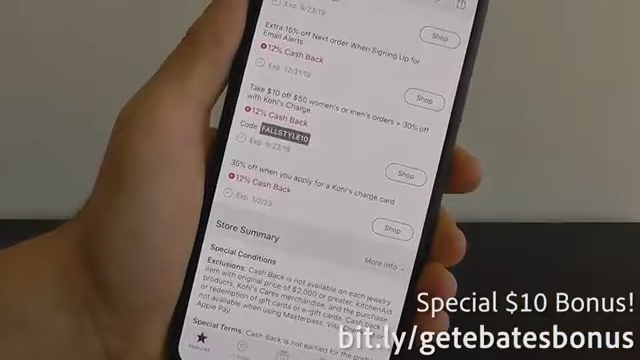 Exp. 9/23/19
Extra 15% off Next order When Signing Up for
Email Alerts
Shop
12% Cash Back
Exp. 12/31/19
Take $10 off $50 women's or men's orders + 30% off
with Kohl's Charge
Shop
12% Cash Back
Code: FALLSTYLE10
Exp. 9/23/19
35% off when you apply for a Kohl's charge card
Shop
12% Cash Back
Exp. 1/2/23
Shop
Store Summary
Special Conditions
More info
Exclusions: Cash Back is not available on each jewelry
item with original price of $2,000 or greater, KitchenAid
products, Kohl's Cares merchandise, and the purchase
or redemption of gift cards or e-gift cards. Cash Back
not available when using Masterpass, Visa
Apple Pay.
Special Terms: Cash Back is not earned for the
Featured
Special $10 Bonus!
bit.ly/getebatesbonus